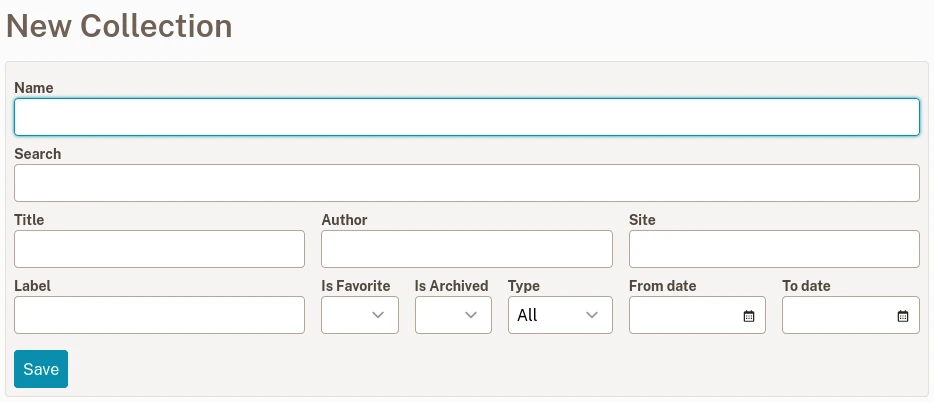 New Collection
Name
Search
Title Author Site
Label Is Favorite Is Archived Type From date To date
All
Save